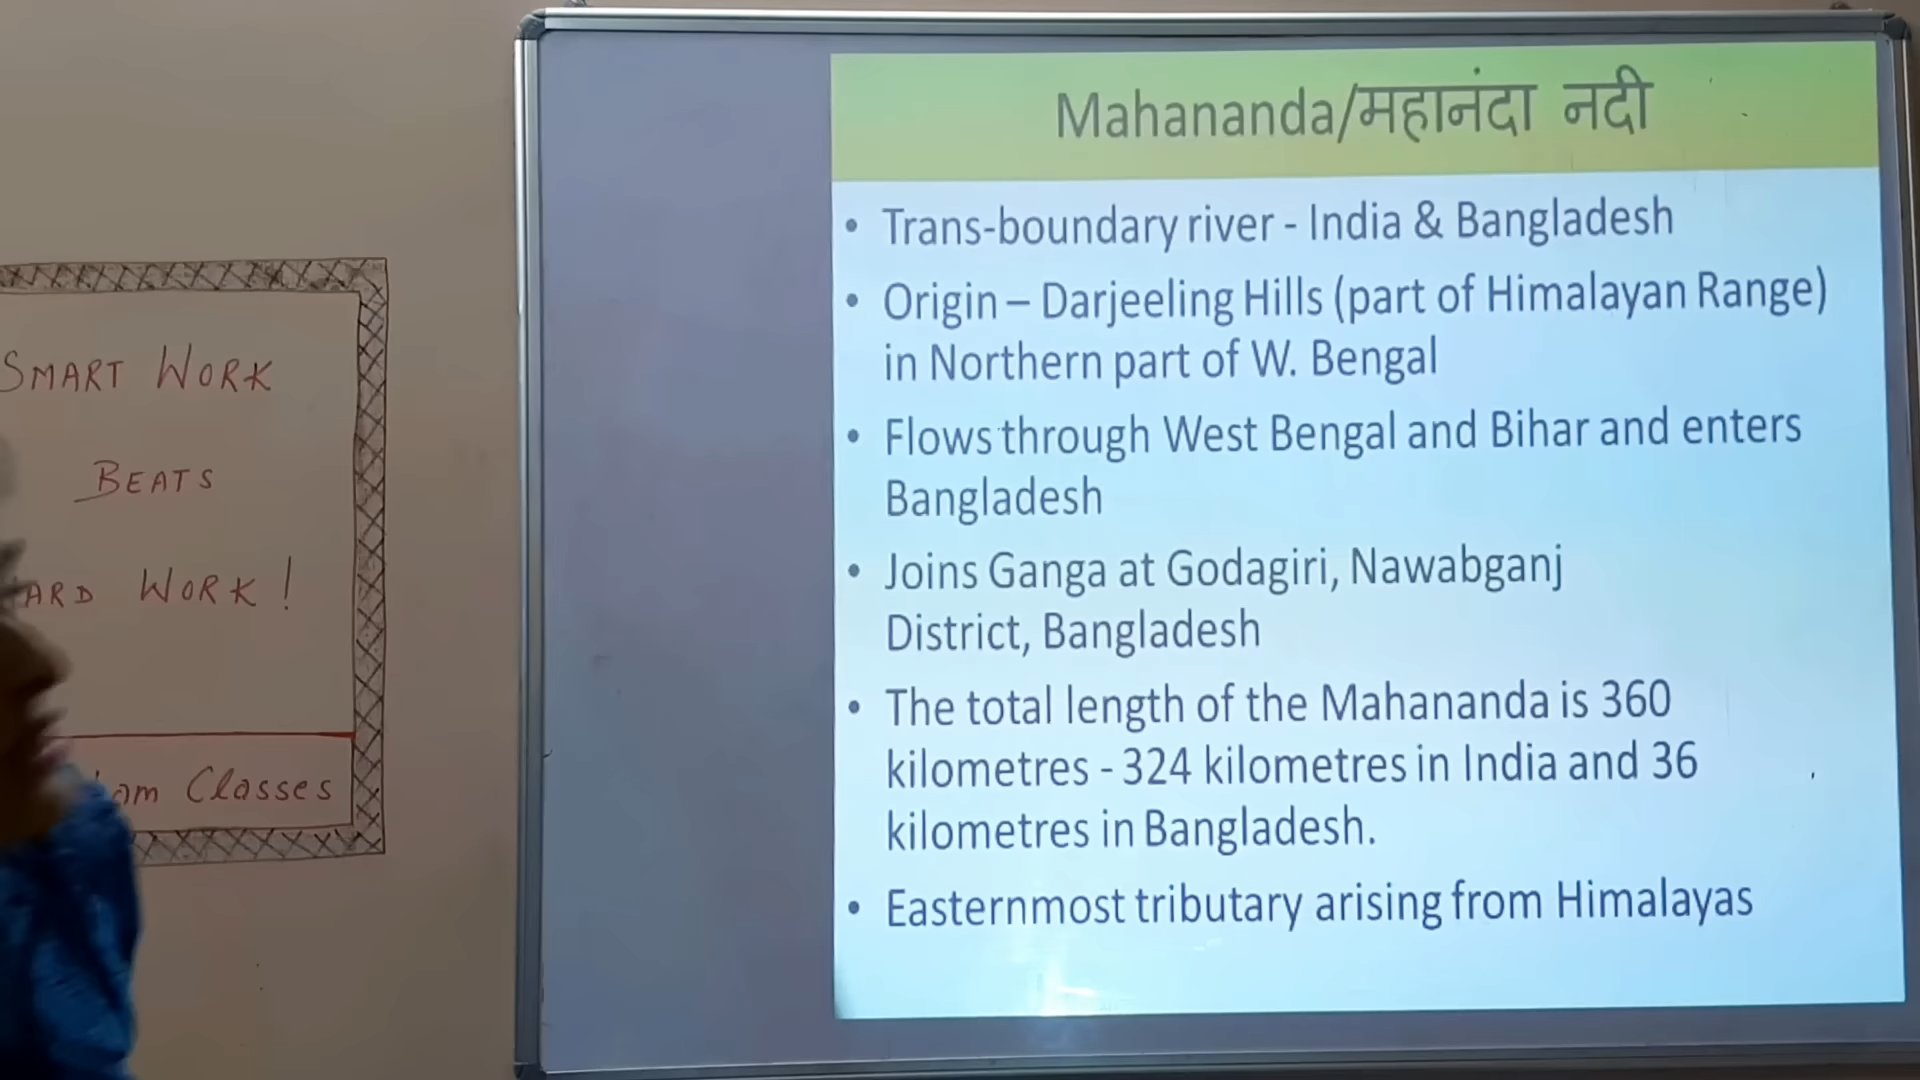 SMART WORK
BEATS
ARD WORK!
am Classes
Mahananda/महानंदा नदी
• Trans-boundary river - India & Bangladesh
• Origin – Darjeeling Hills (part of Himalayan Range)
in Northern part of W. Bengal
• Flows through West Bengal and Bihar and enters
Bangladesh
• Joins Ganga at Godagiri, Nawabganj
District, Bangladesh
• The total length of the Mahananda is 360
kilometres - 324 kilometres in India and 36
kilometres in Bangladesh.
• Easternmost tributary arising from Himalayas